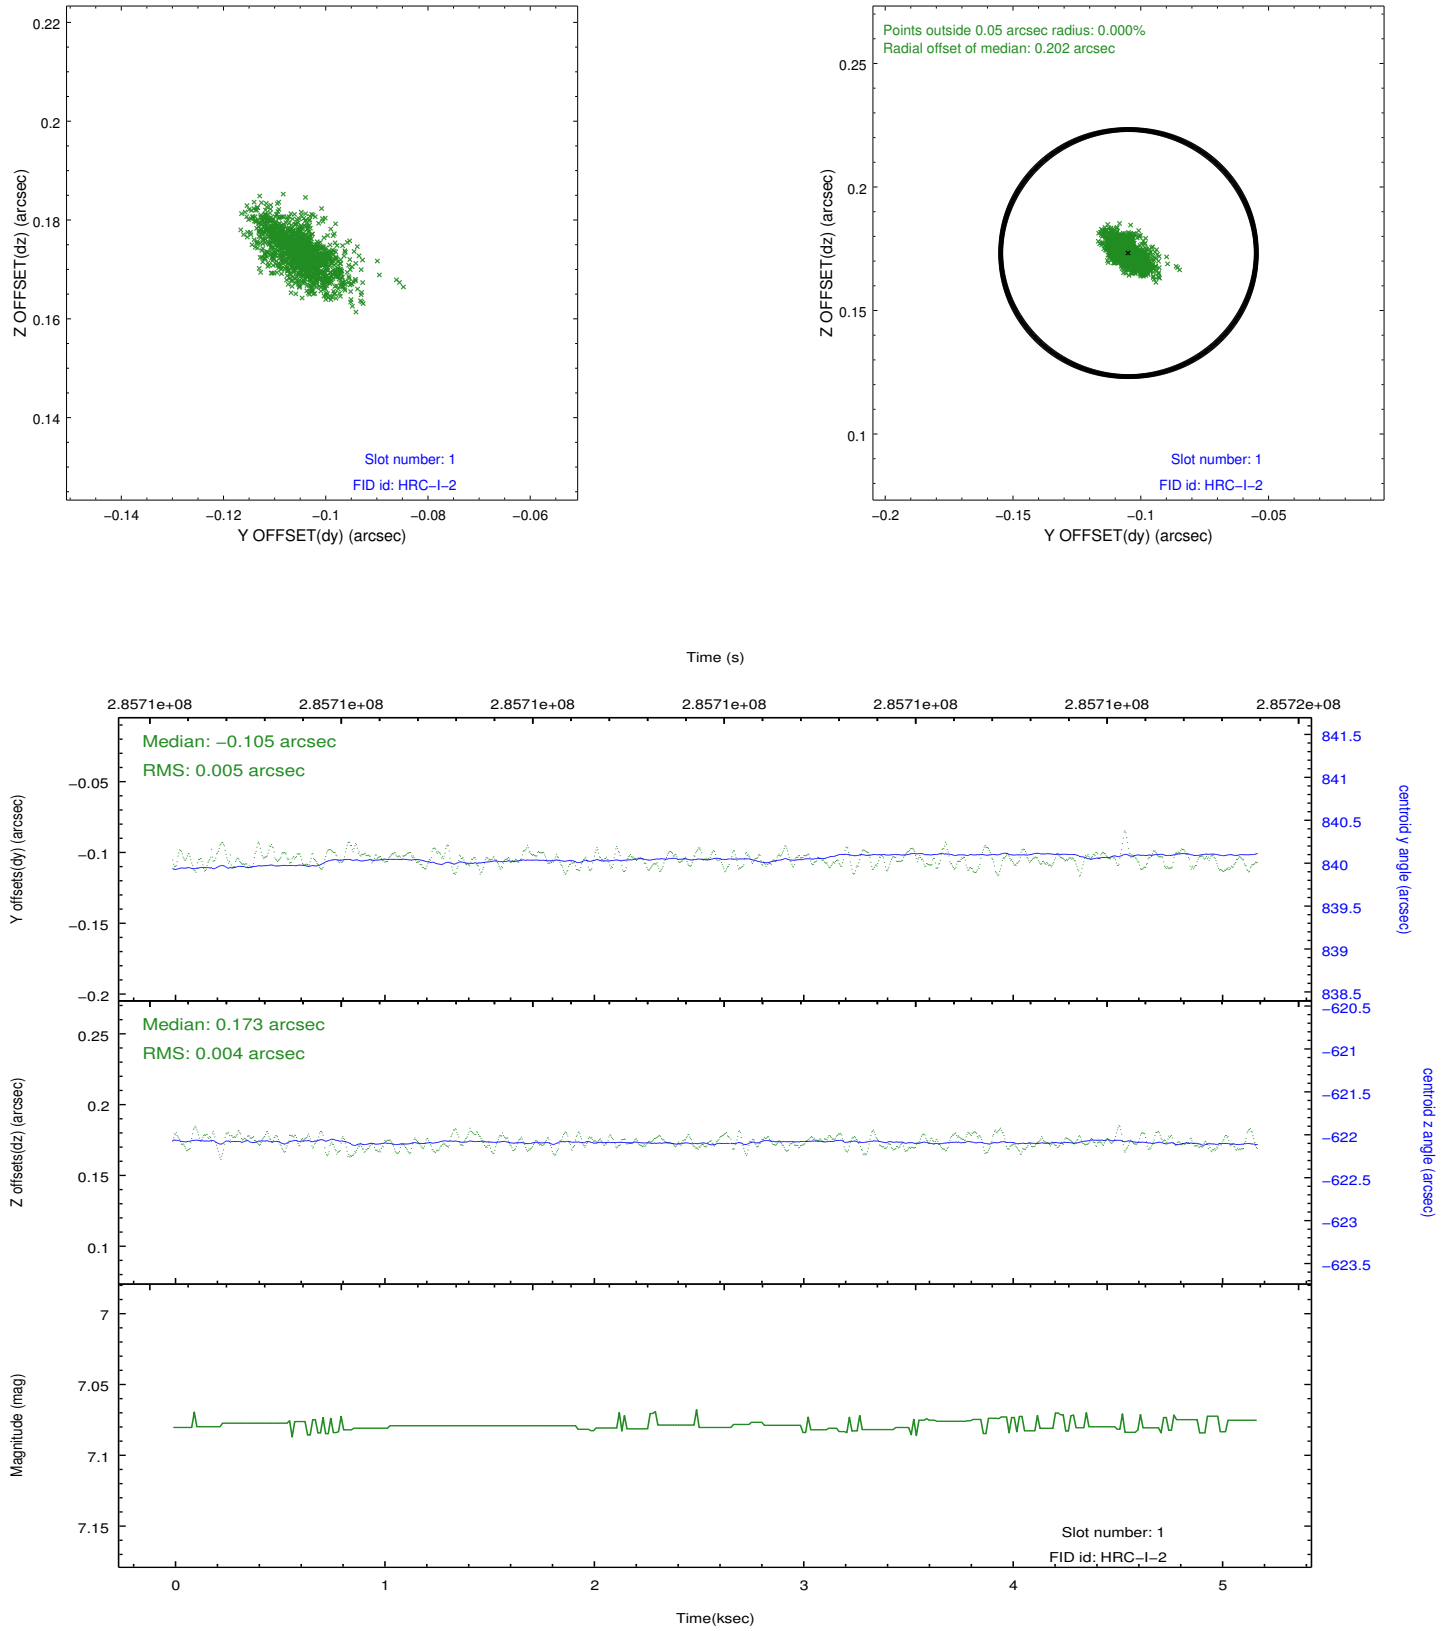 0.22
0.2
0.18
0.16
0.14
Z OFFSET(dz) (arcsec)
Slot number: 1
FID id: HRC−I−2
−0.14
−0.12
−0.1
−0.08
−0.06
Y OFFSET(dy) (arcsec)
Points outside 0.05 arcsec radius: 0.000%
Radial offset of median: 0.202 arcsec
0.25
0.2
0.15
0.1
Z OFFSET(dz) (arcsec)
Slot number: 1
FID id: HRC−I−2
−0.2
−0.15
−0.1
−0.05
Y OFFSET(dy) (arcsec)
Time (s)
2.8571e+08
2.8571e+08
2.8571e+08
2.8571e+08
2.8571e+08
2.8571e+08
2.8572e+08
Median: −0.105 arcsec
RMS: 0.005 arcsec
−0.05
−0.1
−0.15
−0.2
Y offsets(dy) (arcsec)
841.5
841
840.5
840
839.5
839
838.5
centroid y angle (arcsec)
Median: 0.173 arcsec
RMS: 0.004 arcsec
0.25
0.2
0.15
0.1
Z offsets(dz) (arcsec)
−620.5
−621
−621.5
−622
−622.5
−623
−623.5
centroid z angle (arcsec)
7
7.05
7.1
7.15
Magnitude (mag)
Slot number: 1
FID id: HRC−I−2
0
1
2
3
4
5
Time(ksec)